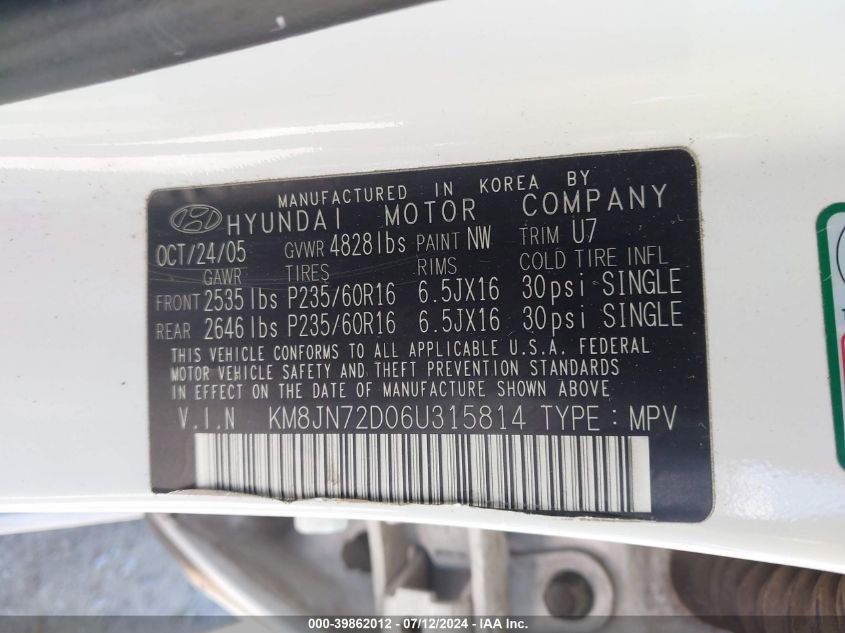 MANUFACTURED IN KOREA BY
HYUNDAI MOTOR COMPANY
OCT/24/05 GVWR 4828lbs PAINT NW TRIM U7
GAWR TIRES RIMS COLD TIRE INFL
FRONT 2535 lbs P235/60R16 6.5JX16 30psi SINGLE
REAR 2646 lbs P235/60R16 6.5JX16 30psi SINGLE
THIS VEHICLE CONFORMS TO ALL APPLICABLE U.S.A. FEDERAL
MOTOR VEHICLE SAFETY AND THEFT PREVENTION STANDARDS
IN EFFECT ON THE DATE OF MANUFACTURE SHOWN ABOVE
V.I.N KM8JN72D06U315814 TYPE : MPV
000-39862012 - 07/12/2024 - © IAA, Inc.